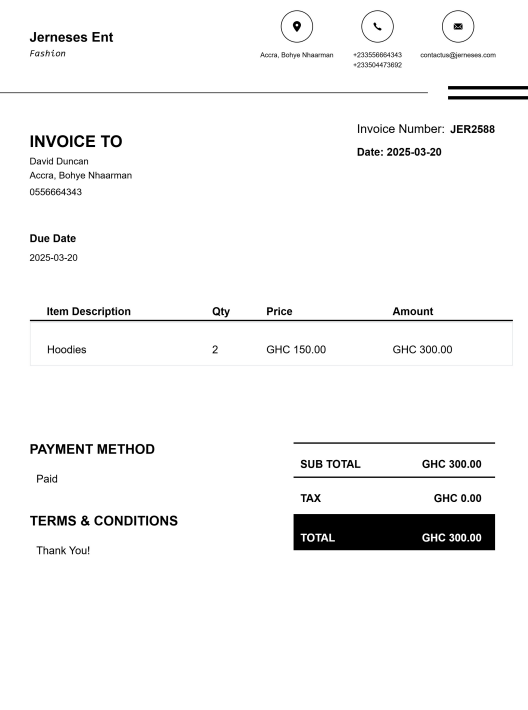 Jerneses Ent
Fashion
Accra, Bohye Nhaarman
+233556664343
+233504473692
contactus@jerneses.com
INVOICE TO
David Duncan
Accra, Bohye Nhaarman
0556664343
Invoice Number: JER2588
Date: 2025-03-20
Due Date
2025-03-20
Item Description Qty Price Amount
Hoodies 2 GHC 150.00 GHC 300.00
PAYMENT METHOD
Paid
TERMS & CONDITIONS
Thank You!
SUB TOTAL GHC 300.00
TAX GHC 0.00
TOTAL GHC 300.00